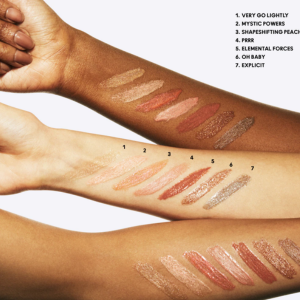 1. VERY GO LIGHTLY
2. MYSTIC POWERS
3. SHAPESHIFTING PEACH
4. PRRR
5. ELEMENTAL FORCES
6. OH BABY
7. EXPLICIT
1 2 3 4 5 6 7